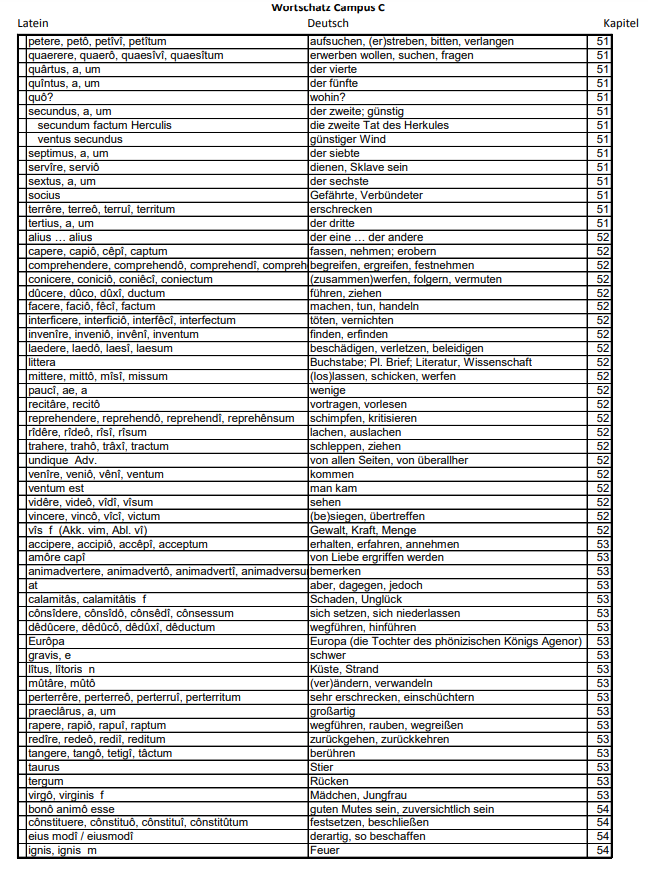 Wortschatz Campus C
Latein Deutsch Kapitel
petere, petô, petîvî, petîtum aufsuchen, (er)streben, bitten, verlangen 51
quaerere, quaerô, quaesîvî, quaesîtum erwerben wollen, suchen, fragen 51
quârtus, a, um der vierte 51
quîntus, a, um der fünfte 51
quô? wohin? 51
secundus, a, um der zweite; günstig 51
secundum factum Herculis die zweite Tat des Herkules 51
ventus secundus günstiger Wind 51
septimus, a, um der siebte 51
servîre, serviô dienen, Sklave sein 51
sextus, a, um der sechste 51
socius Gefährte, Verbündeter 51
terrêre, terreô, terruî, territum erschrecken 51
tertius, a, um der dritte 51
alius … alius der eine … der andere 52
capere, capiô, cêpî, captum fassen, nehmen; erobern 52
comprehendere, comprehendô, comprehendî, compreh begreifen, ergreifen, festnehmen 52
conicere, coniciô, coniêcî, coniectum (zusammen)werfen, folgern, vermuten 52
dûcere, dûco, dûxî, ductum führen, ziehen 52
facere, faciô, fêcî, factum machen, tun, handeln 52
interficere, interficiô, interfêcî, interfectum töten, vernichten 52
invenîre, inveniô, invênî, inventum finden, erfinden 52
laedere, laedô, laesî, laesum beschädigen, verletzen, beleidigen 52
littera Buchstabe; Pl. Brief; Literatur, Wissenschaft 52
mittere, mittô, mîsî, missum (los)lassen, schicken, werfen 52
paucî, ae, a wenige 52
recitâre, recitô vortragen, vorlesen 52
reprehendere, reprehendô, reprehendî, reprehênsum schimpfen, kritisieren 52
rîdêre, rîdeô, rîsî, rîsum lachen, auslachen 52
trahere, trahô, trâxî, tractum schleppen, ziehen 52
undique Adv. von allen Seiten, von überallher 52
venîre, veniô, vênî, ventum kommen 52
ventum est man kam 52
vidêre, videô, vîdî, vîsum sehen 52
vincere, vincô, vîcî, victum (be)siegen, übertreffen 52
vîs f (Akk. vim, Abl. vî) Gewalt, Kraft, Menge 52
accipere, accipiô, accêpî, acceptum erhalten, erfahren, annehmen 53
amôre capî von Liebe ergriffen werden 53
animadvertere, animadvertô, animadvertî, animadversu bemerken 53
at aber, dagegen, jedoch 53
calamitâs, calamitâtis f Schaden, Unglück 53
cônsîdere, cônsîdô, cônsêdî, cônsessum sich setzen, sich niederlassen 53
dêdûcere, dêdûcô, dêdûxî, dêductum wegführen, hinführen 53
Eurôpa Europa (die Tochter des phönizischen Königs Agenor) 53
gravis, e schwer 53
lîtus, lîtoris n Küste, Strand 53
mûtâre, mûtô (ver)ändern, verwandeln 53
perterrêre, perterreô, perterruî, perterritum sehr erschrecken, einschüchtern 53
praeclârus, a, um großartig 53
rapere, rapiô, rapuî, raptum wegführen, rauben, wegreißen 53
redîre, redeô, rediî, reditum zurückgehen, zurückkehren 53
tangere, tangô, tetigî, tâctum berühren 53
taurus Stier 53
tergum Rücken 53
virgô, virginis f Mädchen, Jungfrau 53
bonô animô esse guten Mutes sein, zuversichtlich sein 54
cônstituere, cônstituô, cônstituî, cônstitûtum festsetzen, beschließen 54
eius modî / eiusmodî derartig, so beschaffen 54
ignis, ignis m Feuer 54